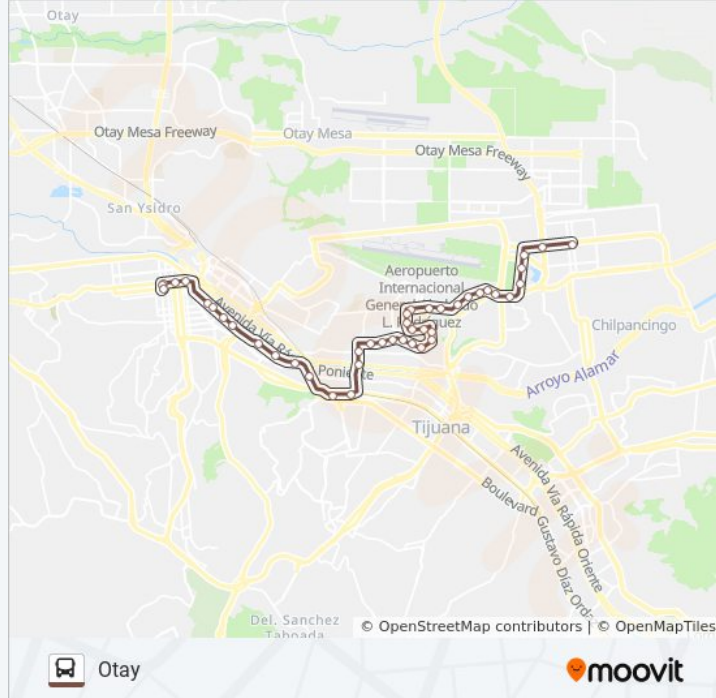 Otay
Otay Mesa Freeway
Otay Mesa
Otay Mesa Freeway
San Ysidro
Aeropuerto
Internacional
General
L.
Chilpancingo
Avenida Vía
Poniente
Arroyo Alamar
Tijuana
Avenida Vía Rápida Oriente
Boulevard Gustavo Díaz
Del. Sanchez
Taboada
© OpenStreetMap contributors | © OpenMapTiles
Otay
moovit